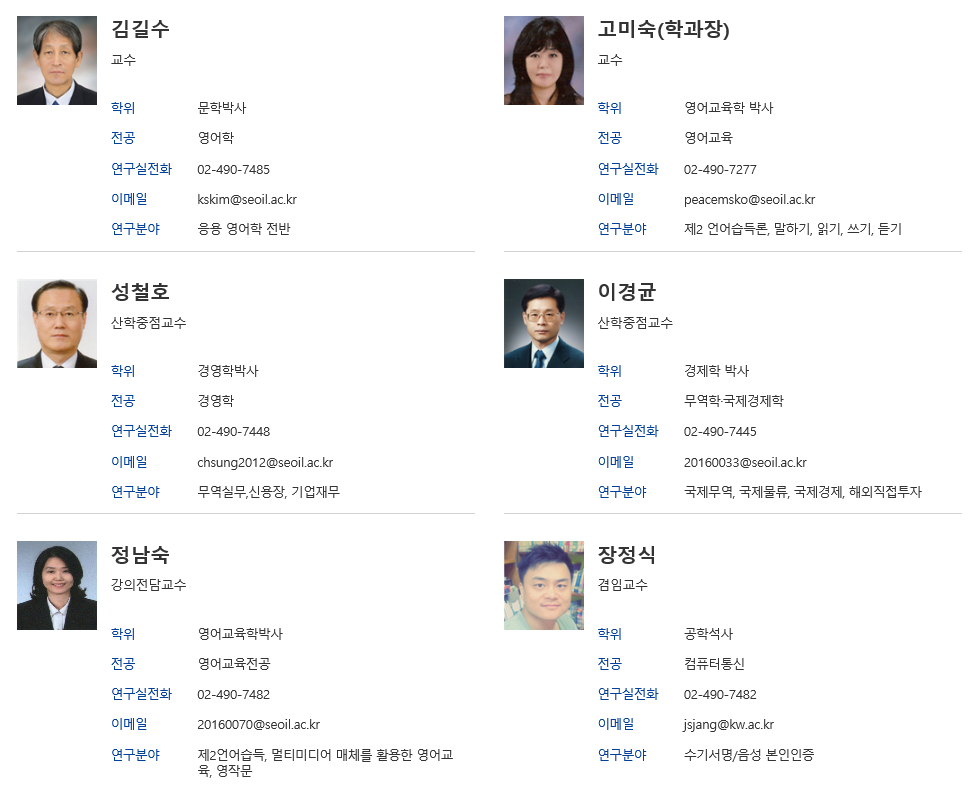 김길수
교수
학위 문학박사
전공 영어학
연구실전화 02-490-7485
이메일 kskim@seoil.ac.kr
연구분야 응용 영어학 전반
고미숙(학과장)
교수
학위 영어교육학 박사
전공 영어교육
연구실전화 02-490-7277
이메일 peacemsko@seoil.ac.kr
연구분야 제2 언어습득론, 말하기, 읽기, 쓰기, 듣기
성철호
산학중점교수
학위 경영학박사
전공 경영학
연구실전화 02-490-7448
이메일 chsung2012@seoil.ac.kr
연구분야 무역실무,신용장, 기업재무
이경균
산학중점교수
학위 경제학 박사
전공 무역학·국제경제학
연구실전화 02-490-7445
이메일 20160033@seoil.ac.kr
연구분야 국제무역, 국제물류, 국제경제, 해외직접투자
정남숙
강의전담교수
학위 영어교육학박사
전공 영어교육전공
연구실전화 02-490-7482
이메일 20160070@seoil.ac.kr
연구분야 제2언어습득, 멀티미디어 매체를 활용한 영어교
육, 영작문
장정식
겸임교수
학위 공학석사
전공 컴퓨터통신
연구실전화 02-490-7482
이메일 jsjang@kw.ac.kr
연구분야 수기서명/음성 본인인증